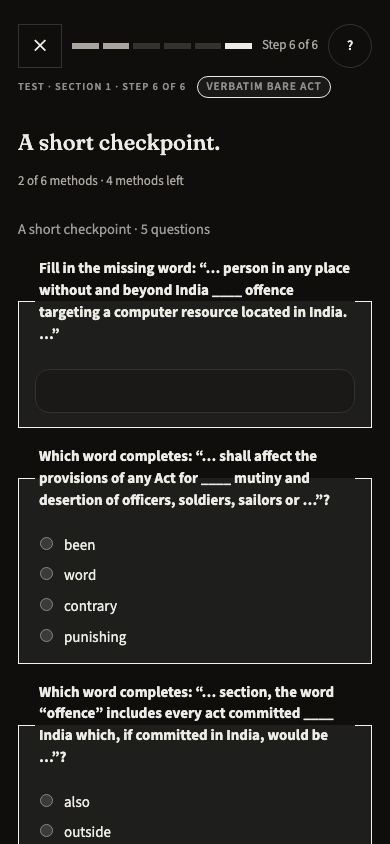 Step 6 of 6
?
TEST · SECTION 1 · STEP 6 OF 6
VERBATIM BARE ACT
A short checkpoint.
2 of 6 methods · 4 methods left
A short checkpoint · 5 questions
Fill in the missing word: “… person in any place
without and beyond India ____ offence
targeting a computer resource located in India.
…”
Which word completes: “… shall affect the
provisions of any Act for ____ mutiny and
desertion of officers, soldiers, sailors or …”?
been
word
contrary
punishing
Which word completes: “… section, the word
“offence” includes every act committed ____
India which, if committed in India, would be
…”?
also
outside